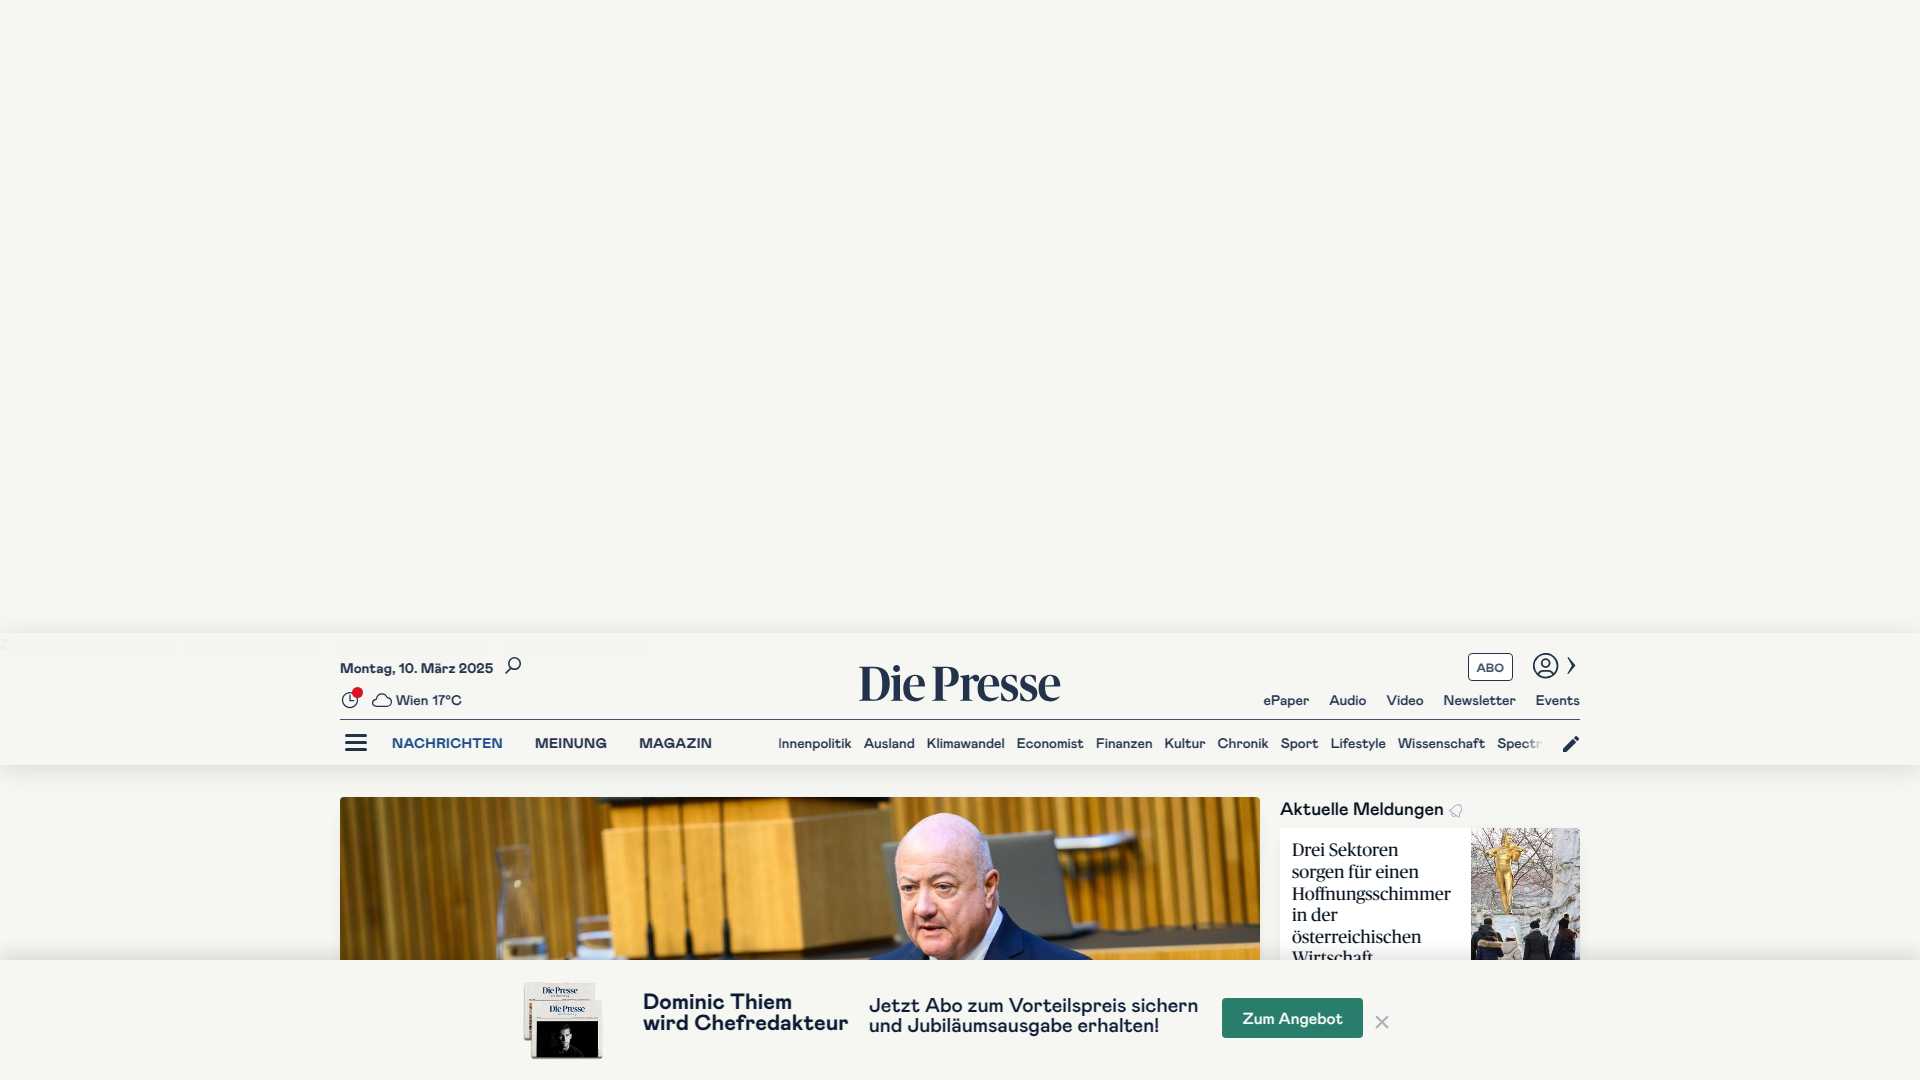 Montag, 10. März 2025
Wien 17°C
Die Presse
ABO
ePaper Audio Video Newsletter Events
NACHRICHTEN MEINUNG MAGAZIN
Innenpolitik Ausland Klimawandel Economist Finanzen Kultur Chronik Sport Lifestyle Wissenschaft Spectr
Aktuelle Meldungen
Drei Sektoren
sorgen für einen
Hoffnungsschimmer
in der
österreichischen
Wirtschaft
Die Presse
Die Presse
Dominic Thiem
wird Chefredakteur
Jetzt Abo zum Vorteilspreis sichern
und Jubiläumsausgabe erhalten!
Zum Angebot